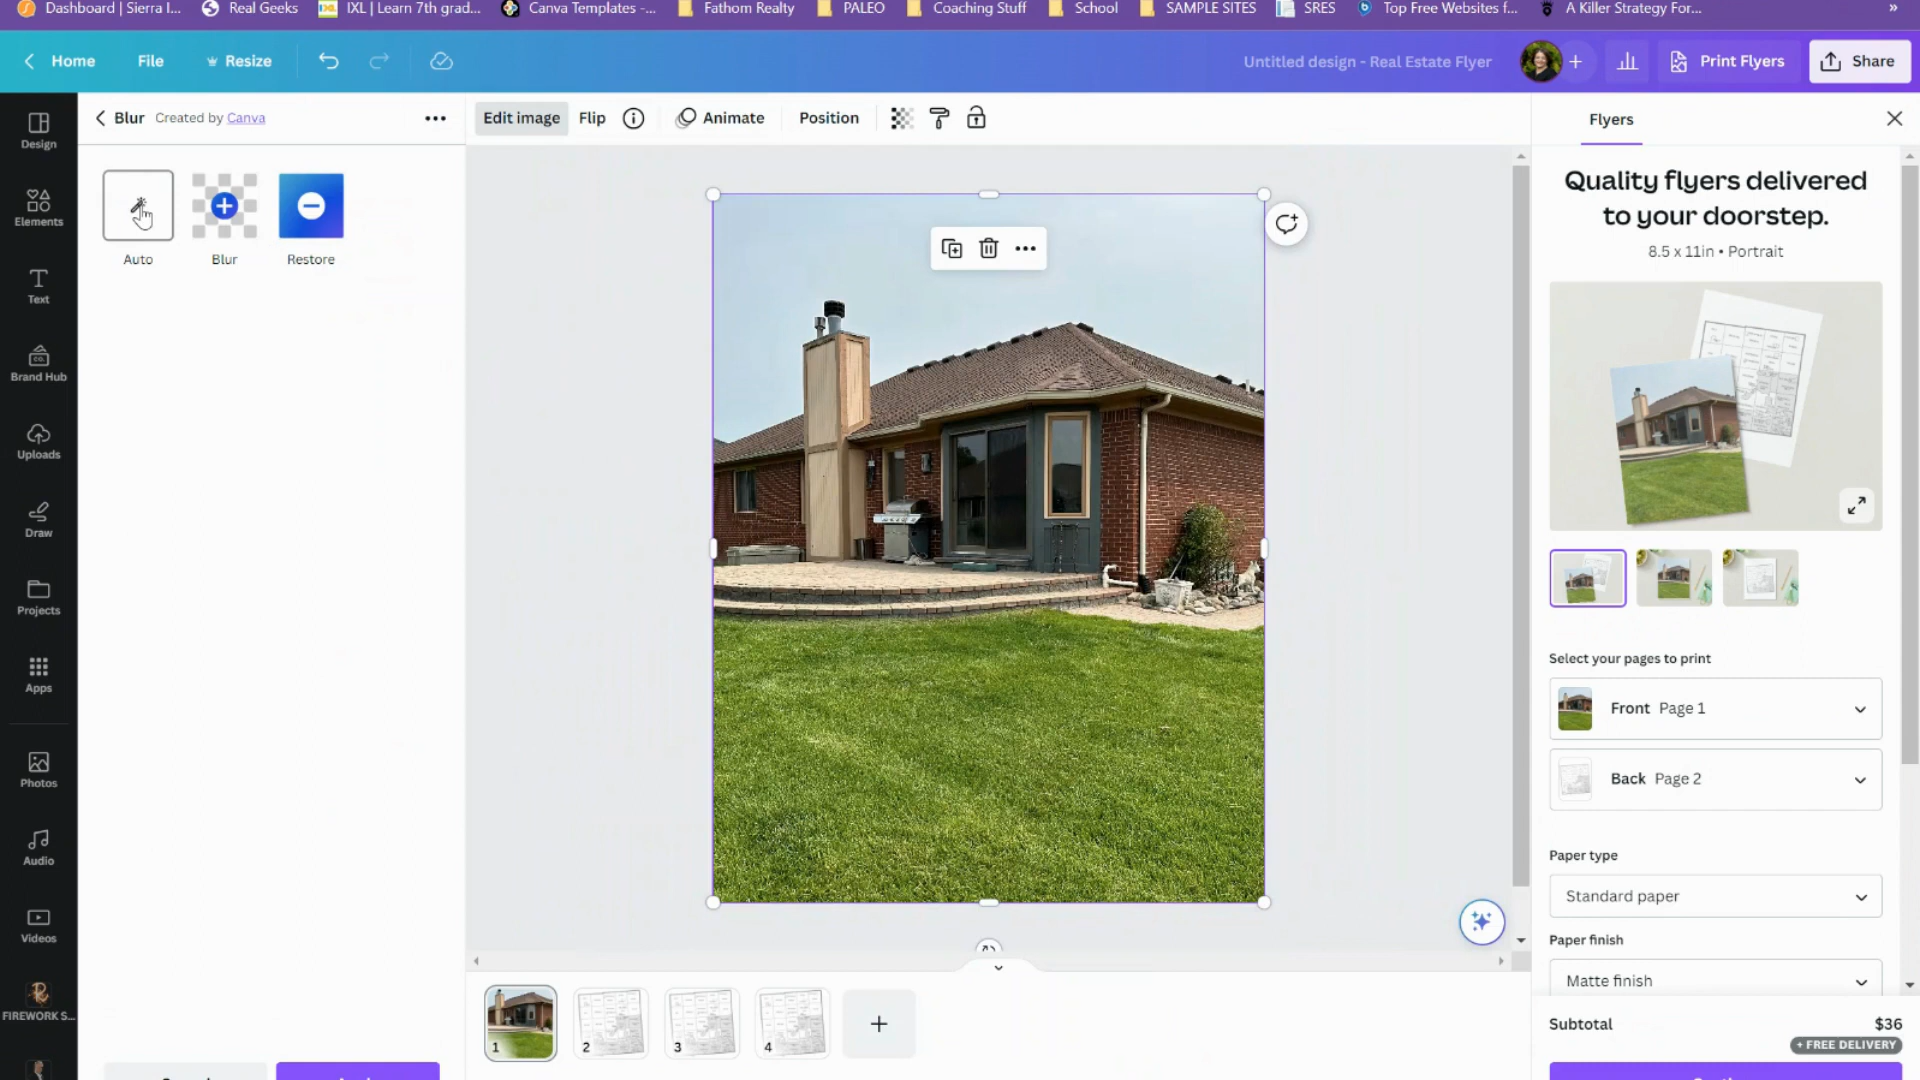 Dashboard | Sierra I...
Real Geeks
IXL | Learn 7th grad...
Canva Templates -...
Fathom Realty
PALEO
Coaching Stuff
School
SAMPLE SITES
SRES
Top Free Websites f...
A Killer Strategy For...
»
Home
File
Resize
Untitled design - Real Estate Flyer
Print Flyers
Share
Design
Elements
Text
Brand Hub
Uploads
Draw
Projects
Apps
Photos
Audio
Videos
FIREWORK S...
Blur Created by Canva
Auto
Blur
Restore
Edit image
Flip
Animate
Position
1
2
3
4
Flyers
Quality flyers delivered
to your doorstep.
8.5 x 11in • Portrait
Select your pages to print
Front Page 1
Back Page 2
Paper type
Standard paper
Paper finish
Matte finish
Subtotal
$36
+ FREE DELIVERY